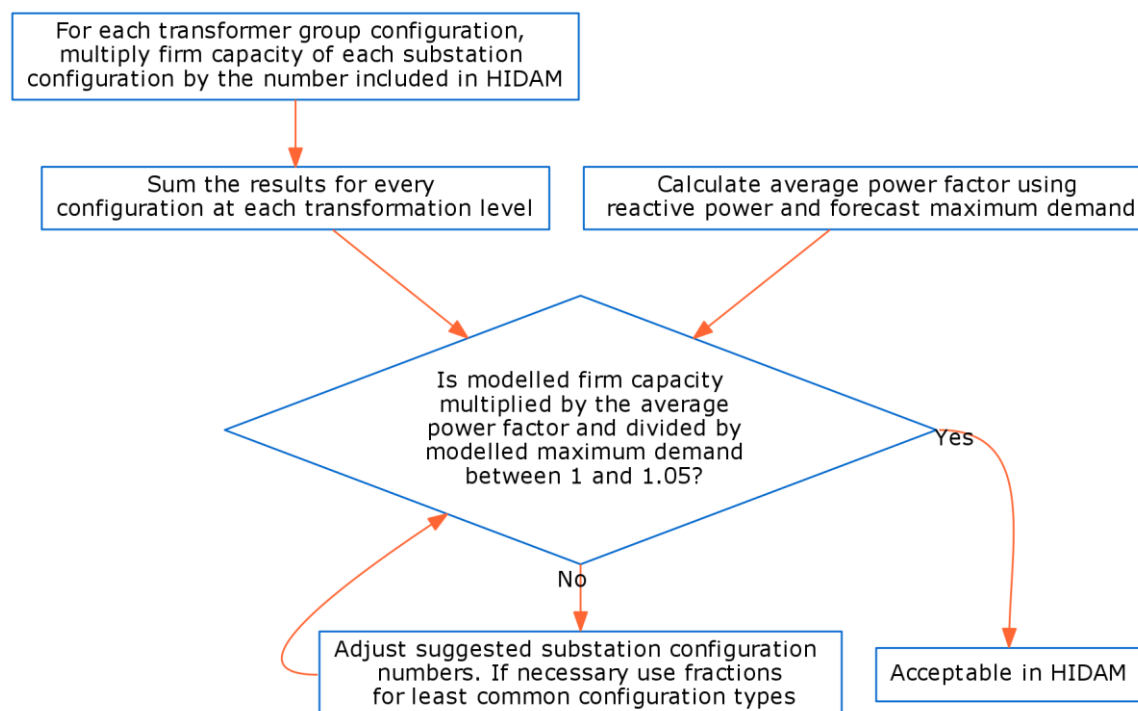 For each transformer group configuration,
multiply firm capacity of each substation
configuration by the number included in HIDAM
Sum the results for every
configuration at each transformation level
Calculate average power factor using
reactive power and forecast maximum demand
Is modelled firm capacity
multiplied by the average
power factor and divided by
modelled maximum demand
between 1 and 1.05?
Yes
No
Adjust suggested substation configuration
numbers. If necessary use fractions
for least common configuration types
Acceptable in HIDAM